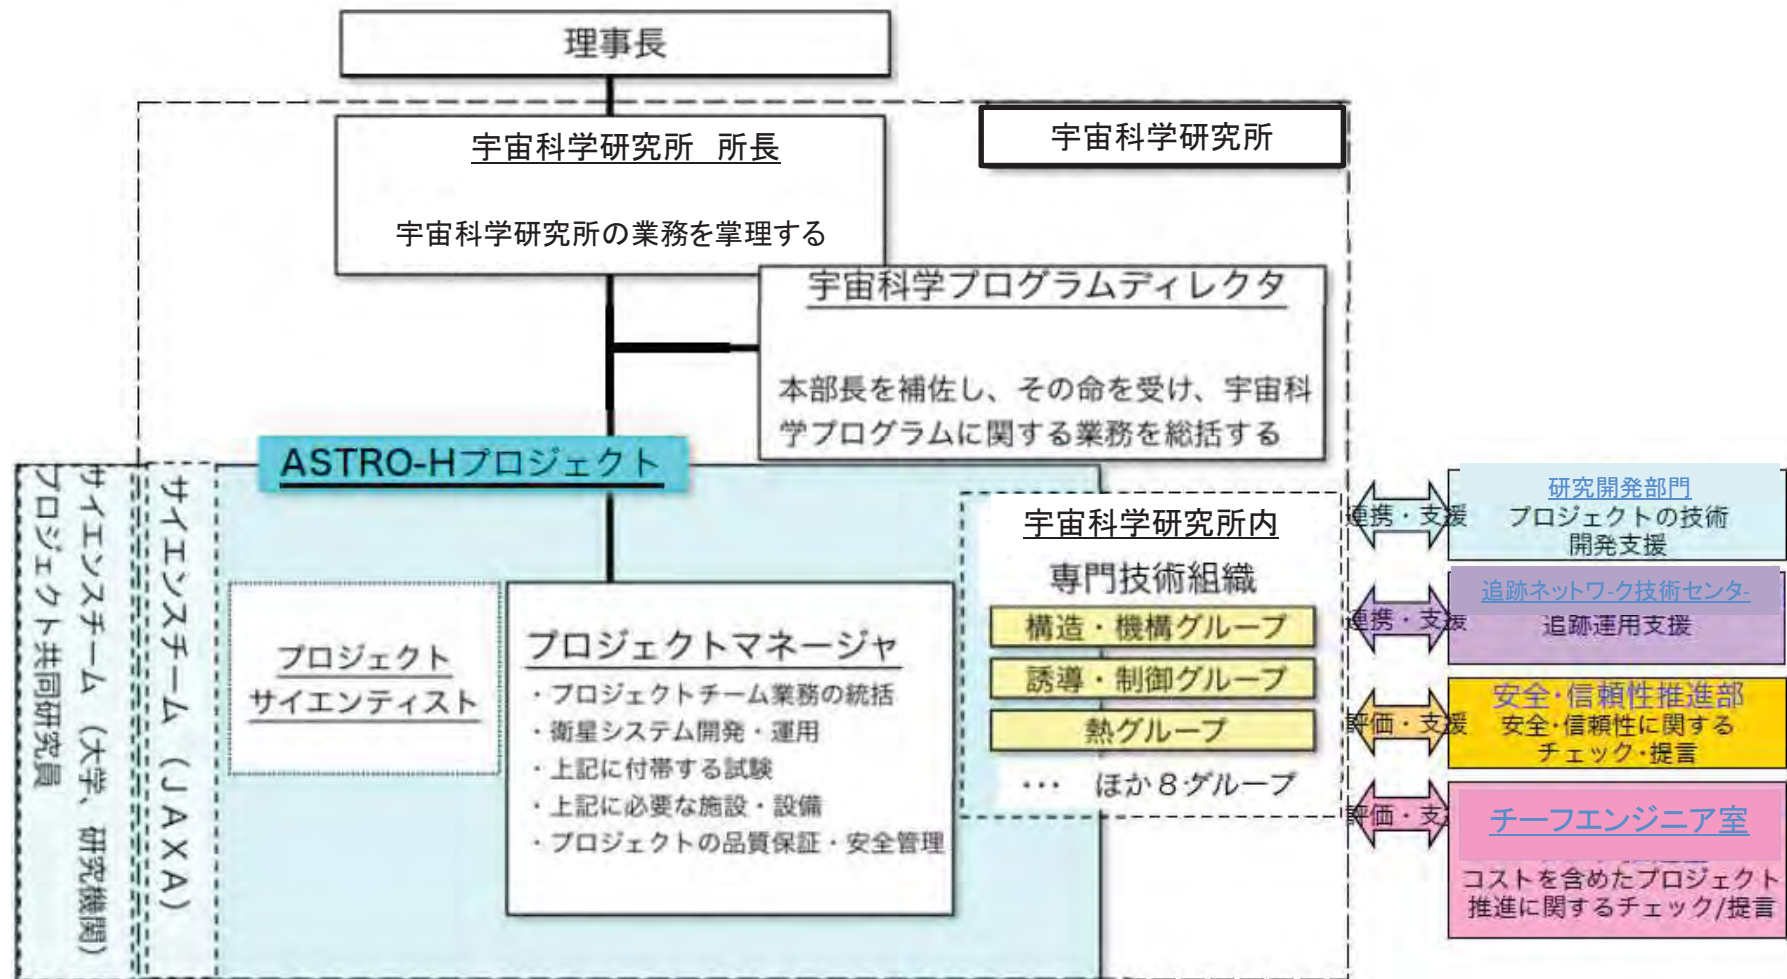 理事長
宇宙科学研究所
宇宙科学研究所　所長
宇宙科学研究所の業務を掌理する
宇宙科学プログラムディレクタ
本部長を補佐し、その命を受け、宇宙科
学プログラムに関する業務を総括する
ASTRO-Hプロジェクト
サイエンスチーム（大学、研究機関）
プロジェクト共同研究員
サイエンスチーム（JAXA）
プロジェクト
サイエンティスト
プロジェクトマネージャ
・プロジェクトチーム業務の統括
・衛星システム開発・運用
・上記に付帯する試験
・上記に必要な施設・設備
・プロジェクトの品質保証・安全管理
宇宙科学研究所内
専門技術組織
構造・機構グループ
誘導・制御グループ
熱グループ
… ほか８グループ
連携・支援
研究開発部門
プロジェクトの技術
開発支援
連携・支援
追跡ネットワ-ク技術センタ-
追跡運用支援
評価・支援
安全・信頼性推進部
安全・信頼性に関する
チェック・提言
評価・支援
チーフエンジニア室
コストを含めたプロジェクト
推進に関するチェック/提言